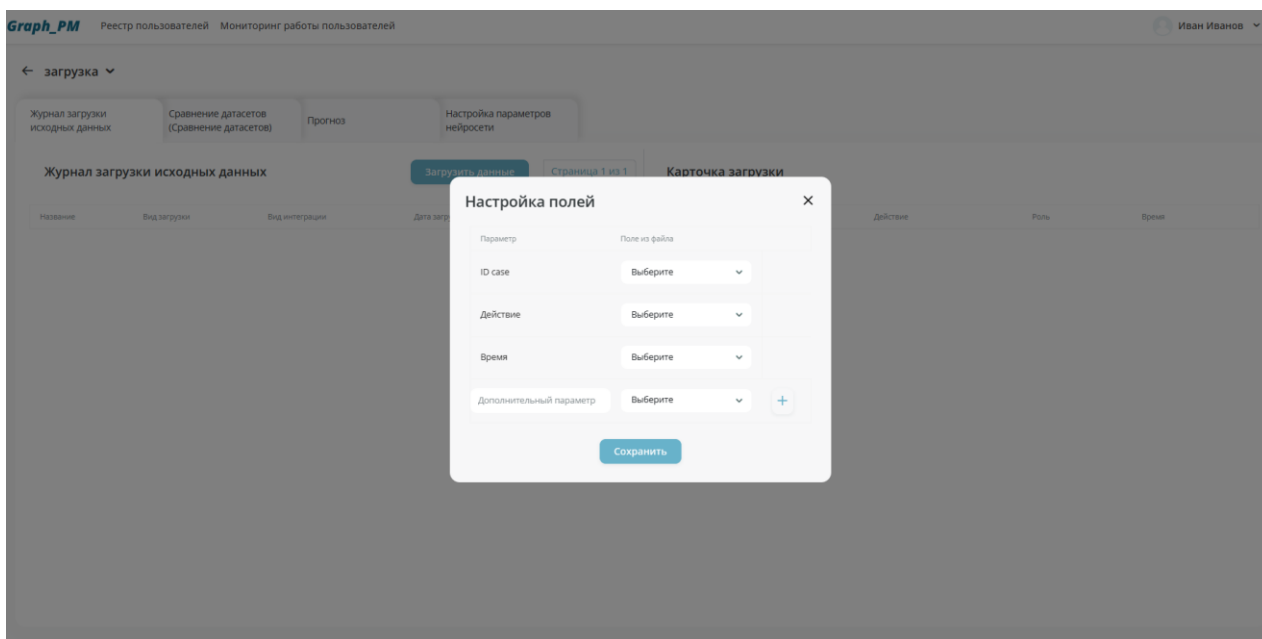 Graph_PM Реестр пользователей Мониторинг работы пользователей Иван Иванов
загрузка
Журнал загрузки исходных данных
Сравнение датасетов (Сравнение датасетов)
Прогноз
Настройка параметров нейросети
Журнал загрузки исходных данных
Загрузить данные
Страница 1 из 1
Карточка загрузки
Название Вид загрузки Вид интеграции Дата загр
Действие Роль Время
Настройка полей
Параметр Поле из файла
ID case Выберите
Действие Выберите
Время Выберите
Дополнительный параметр Выберите +
Сохранить